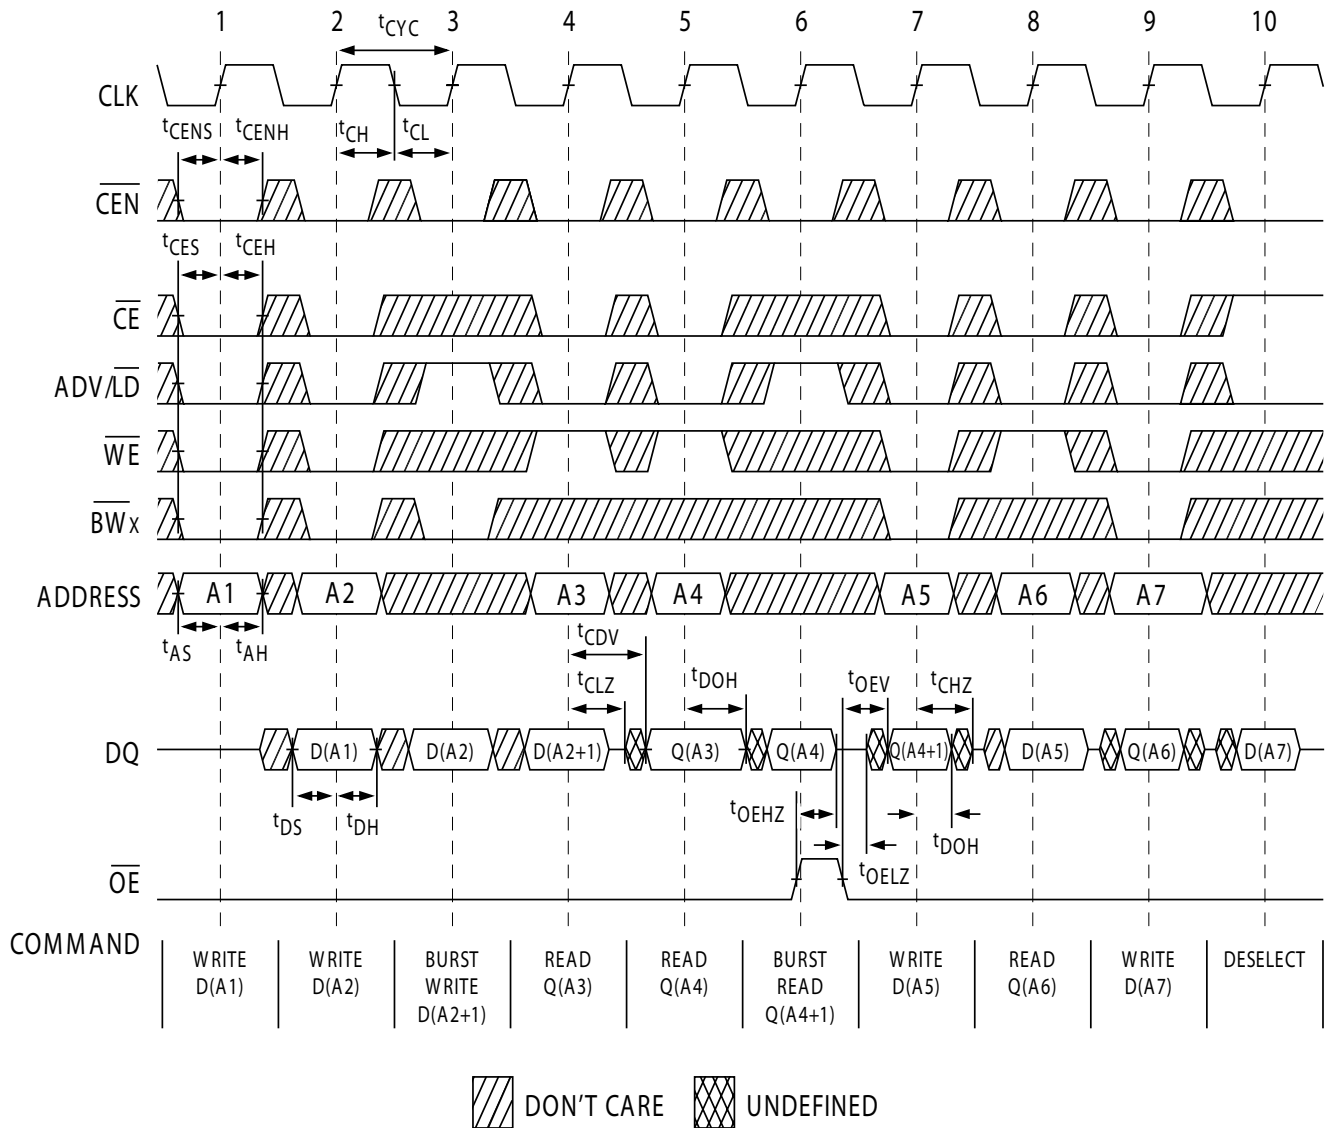 1 2 3 4 5 6 7 8 9 10
tCYC
CLK
tCENS tCENH tCH tCL
CEN
tCES tCEH
CE
ADV/LD
WE
BWx
ADDRESS A1 A2 A3 A4 A5 A6 A7
tAS tAH
tCDV
tCLZ tDOH tOEV tCHZ
DQ D(A1) D(A2) D(A2+1) Q(A3) Q(A4) Q(A4+1) D(A5) Q(A6) D(A7)
tDS tDH tOEHZ tDOH
tOELZ
OE
COMMAND
WRITE WRITE BURST READ READ BURST WRITE READ WRITE DESELECT
D(A1) D(A2) WRITE Q(A3) Q(A4) READ D(A5) Q(A6) D(A7)
D(A2+1) Q(A4+1)
DON'T CARE UNDEFINED